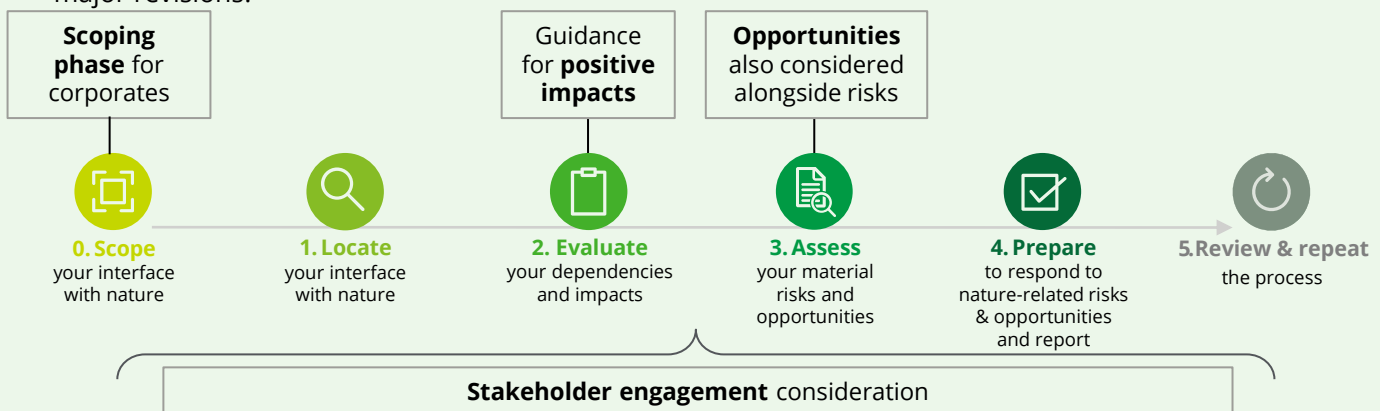 major revisions:
Scoping
phase for
corporates
Guidance
for positive
impacts
Opportunities
also considered
alongside risks
0. Scope
your interface
with nature
1. Locate
your interface
with nature
2. Evaluate
your dependencies
and impacts
3. Assess
your material
risks and
opportunities
4. Prepare
to respond to
nature-related risks
& opportunities
and report
5.Review & repeat
the process
Stakeholder engagement consideration